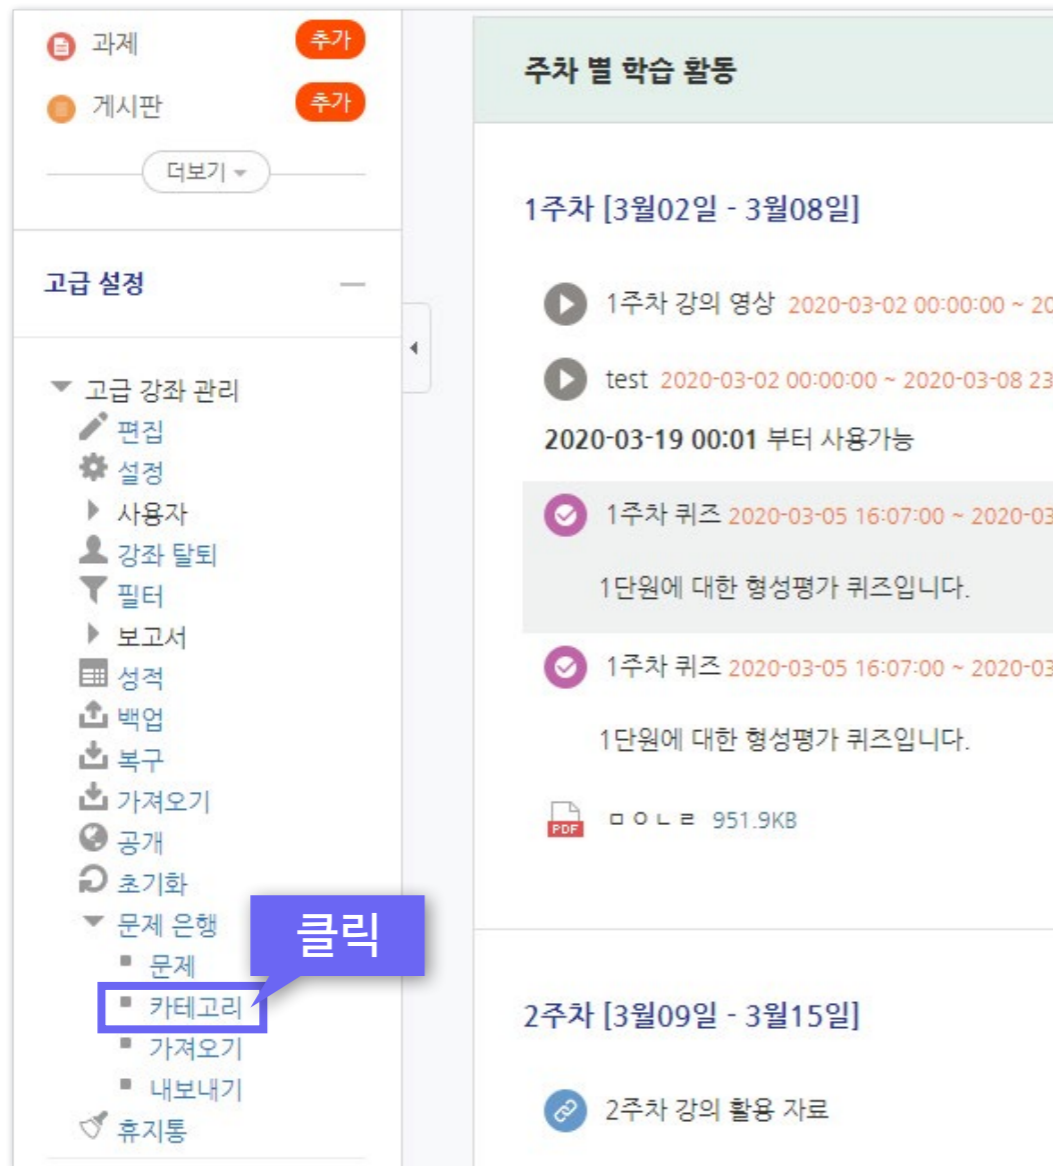 과제 추가
게시판 추가
더보기
고급 설정
고급 강좌 관리
편집
설정
사용자
강좌 탈퇴
필터
보고서
성적
백업
복구
가져오기
공개
초기화
문제 은행
클릭
문제
카테고리
가져오기
내보내기
휴지통
주차 별 학습 활동
1주차 [3월02일 - 3월08일]
1주차 강의 영상 2020-03-02 00:00:00 ~ 20
test 2020-03-02 00:00:00 ~ 2020-03-08 23
2020-03-19 00:01 부터 사용가능
1주차 퀴즈 2020-03-05 16:07:00 ~ 2020-03
1단원에 대한 형성평가 퀴즈입니다.
1주차 퀴즈 2020-03-05 16:07:00 ~ 2020-03
1단원에 대한 형성평가 퀴즈입니다.
PDF ㅁㅇㄴㄹ 951.9KB
2주차 [3월09일 - 3월15일]
2주차 강의 활용 자료